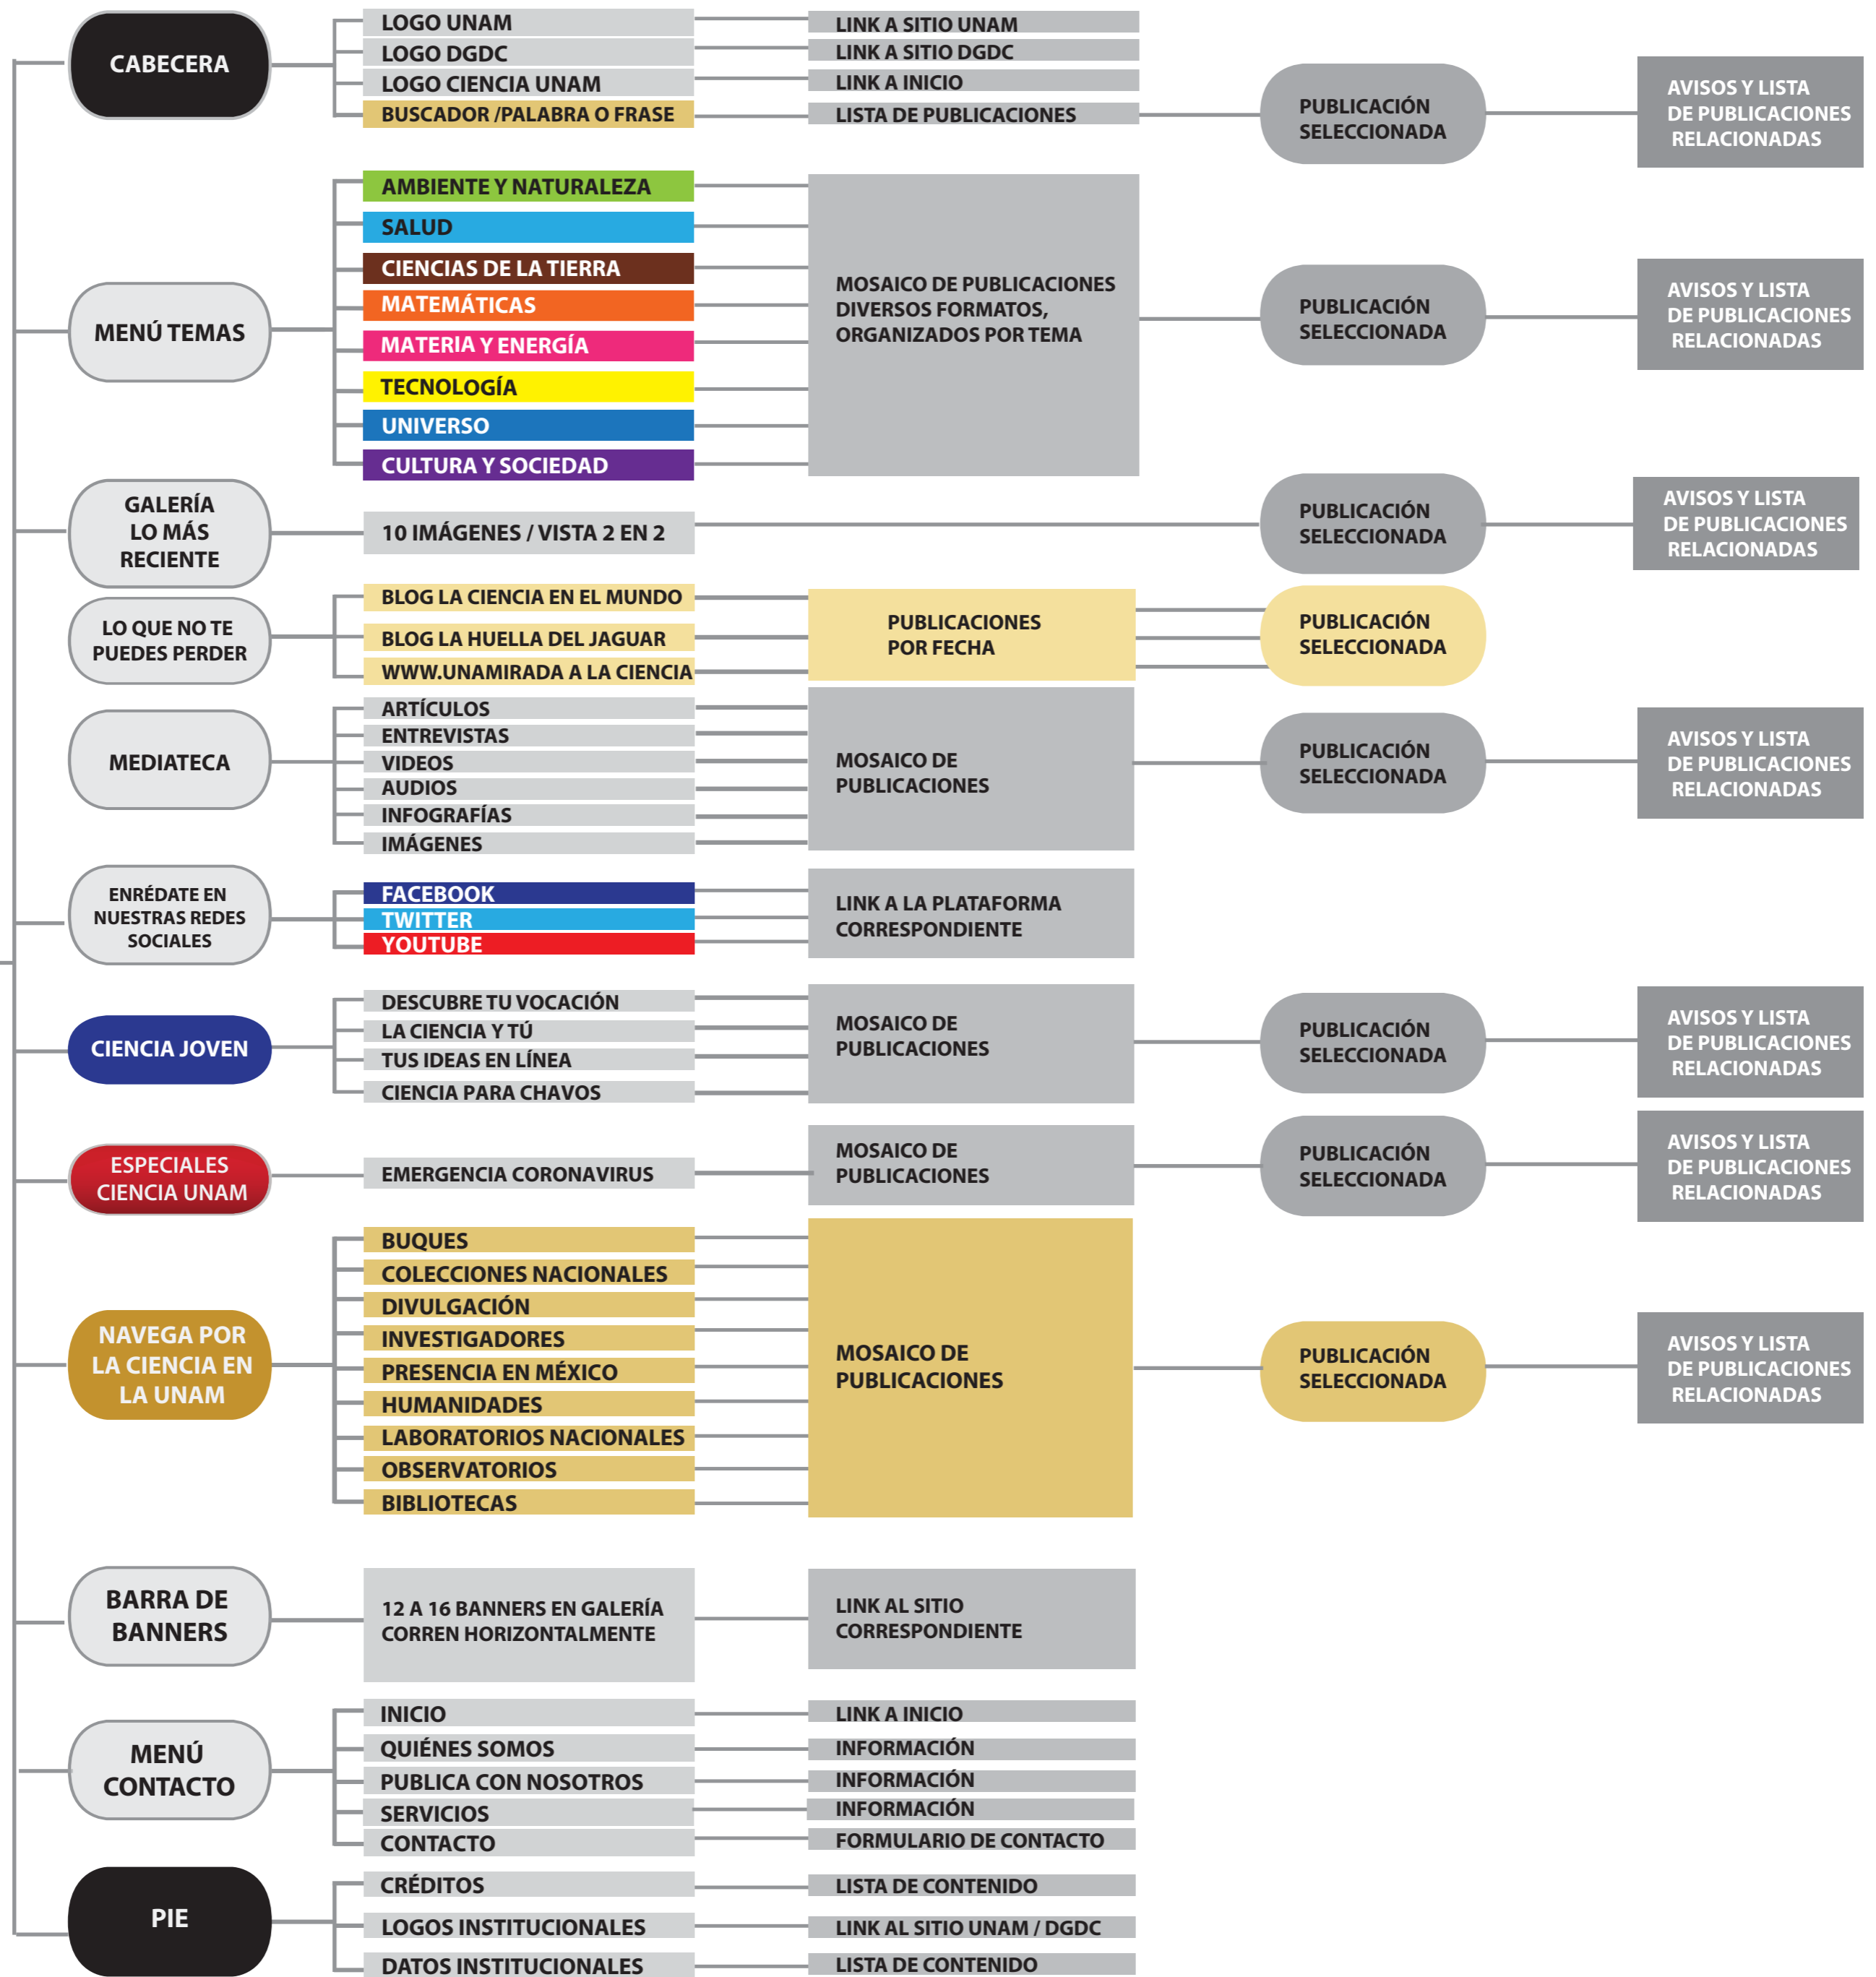 CABECERA
LOGO UNAM
LINK A SITIO UNAM
LOGO DGDC
LINK A SITIO DGDC
LOGO CIENCIA UNAM
LINK A INICIO
BUSCADOR /PALABRA O FRASE
LISTA DE PUBLICACIONES
PUBLICACIÓN
SELECCIONADA
AVISOS Y LISTA
DE PUBLICACIONES
RELACIONADAS
MENÚ TEMAS
AMBIENTE Y NATURALEZA
SALUD
CIENCIAS DE LA TIERRA
MATEMÁTICAS
MATERIA Y ENERGÍA
TECNOLOGÍA
UNIVERSO
CULTURA Y SOCIEDAD
MOSAICO DE PUBLICACIONES
DIVERSOS FORMATOS,
ORGANIZADOS POR TEMA
PUBLICACIÓN
SELECCIONADA
AVISOS Y LISTA
DE PUBLICACIONES
RELACIONADAS
GALERÍA
LO MÁS
RECIENTE
10 IMÁGENES / VISTA 2 EN 2
PUBLICACIÓN
SELECCIONADA
AVISOS Y LISTA
DE PUBLICACIONES
RELACIONADAS
LO QUE NO TE
PUEDES PERDER
BLOG LA CIENCIA EN EL MUNDO
BLOG LA HUELLA DEL JAGUAR
WWW.UNAMIRADA A LA CIENCIA
PUBLICACIONES
POR FECHA
PUBLICACIÓN
SELECCIONADA
MEDIATECA
ARTÍCULOS
ENTREVISTAS
VIDEOS
AUDIOS
INFOGRAFÍAS
IMÁGENES
MOSAICO DE
PUBLICACIONES
PUBLICACIÓN
SELECCIONADA
AVISOS Y LISTA
DE PUBLICACIONES
RELACIONADAS
ENRÉDATE EN
NUESTRAS REDES
SOCIALES
FACEBOOK
TWITTER
YOUTUBE
LINK A LA PLATAFORMA
CORRESPONDIENTE
CIENCIA JOVEN
DESCUBRE TU VOCACIÓN
LA CIENCIA Y TÚ
TUS IDEAS EN LÍNEA
CIENCIA PARA CHAVOS
MOSAICO DE
PUBLICACIONES
PUBLICACIÓN
SELECCIONADA
AVISOS Y LISTA
DE PUBLICACIONES
RELACIONADAS
ESPECIALES
CIENCIA UNAM
EMERGENCIA CORONAVIRUS
MOSAICO DE
PUBLICACIONES
PUBLICACIÓN
SELECCIONADA
AVISOS Y LISTA
DE PUBLICACIONES
RELACIONADAS
NAVEGA POR
LA CIENCIA EN
LA UNAM
BUQUES
COLECCIONES NACIONALES
DIVULGACIÓN
INVESTIGADORES
PRESENCIA EN MÉXICO
HUMANIDADES
LABORATORIOS NACIONALES
OBSERVATORIOS
BIBLIOTECAS
MOSAICO DE
PUBLICACIONES
PUBLICACIÓN
SELECCIONADA
AVISOS Y LISTA
DE PUBLICACIONES
RELACIONADAS
BARRA DE
BANNERS
12 A 16 BANNERS EN GALERÍA
CORREN HORIZONTALMENTE
LINK AL SITIO
CORRESPONDIENTE
MENÚ
CONTACTO
INICIO
LINK A INICIO
QUIÉNES SOMOS
INFORMACIÓN
PUBLICA CON NOSOTROS
INFORMACIÓN
SERVICIOS
INFORMACIÓN
CONTACTO
FORMULARIO DE CONTACTO
PIE
CRÉDITOS
LISTA DE CONTENIDO
LOGOS INSTITUCIONALES
LINK AL SITIO UNAM / DGDC
DATOS INSTITUCIONALES
LISTA DE CONTENIDO